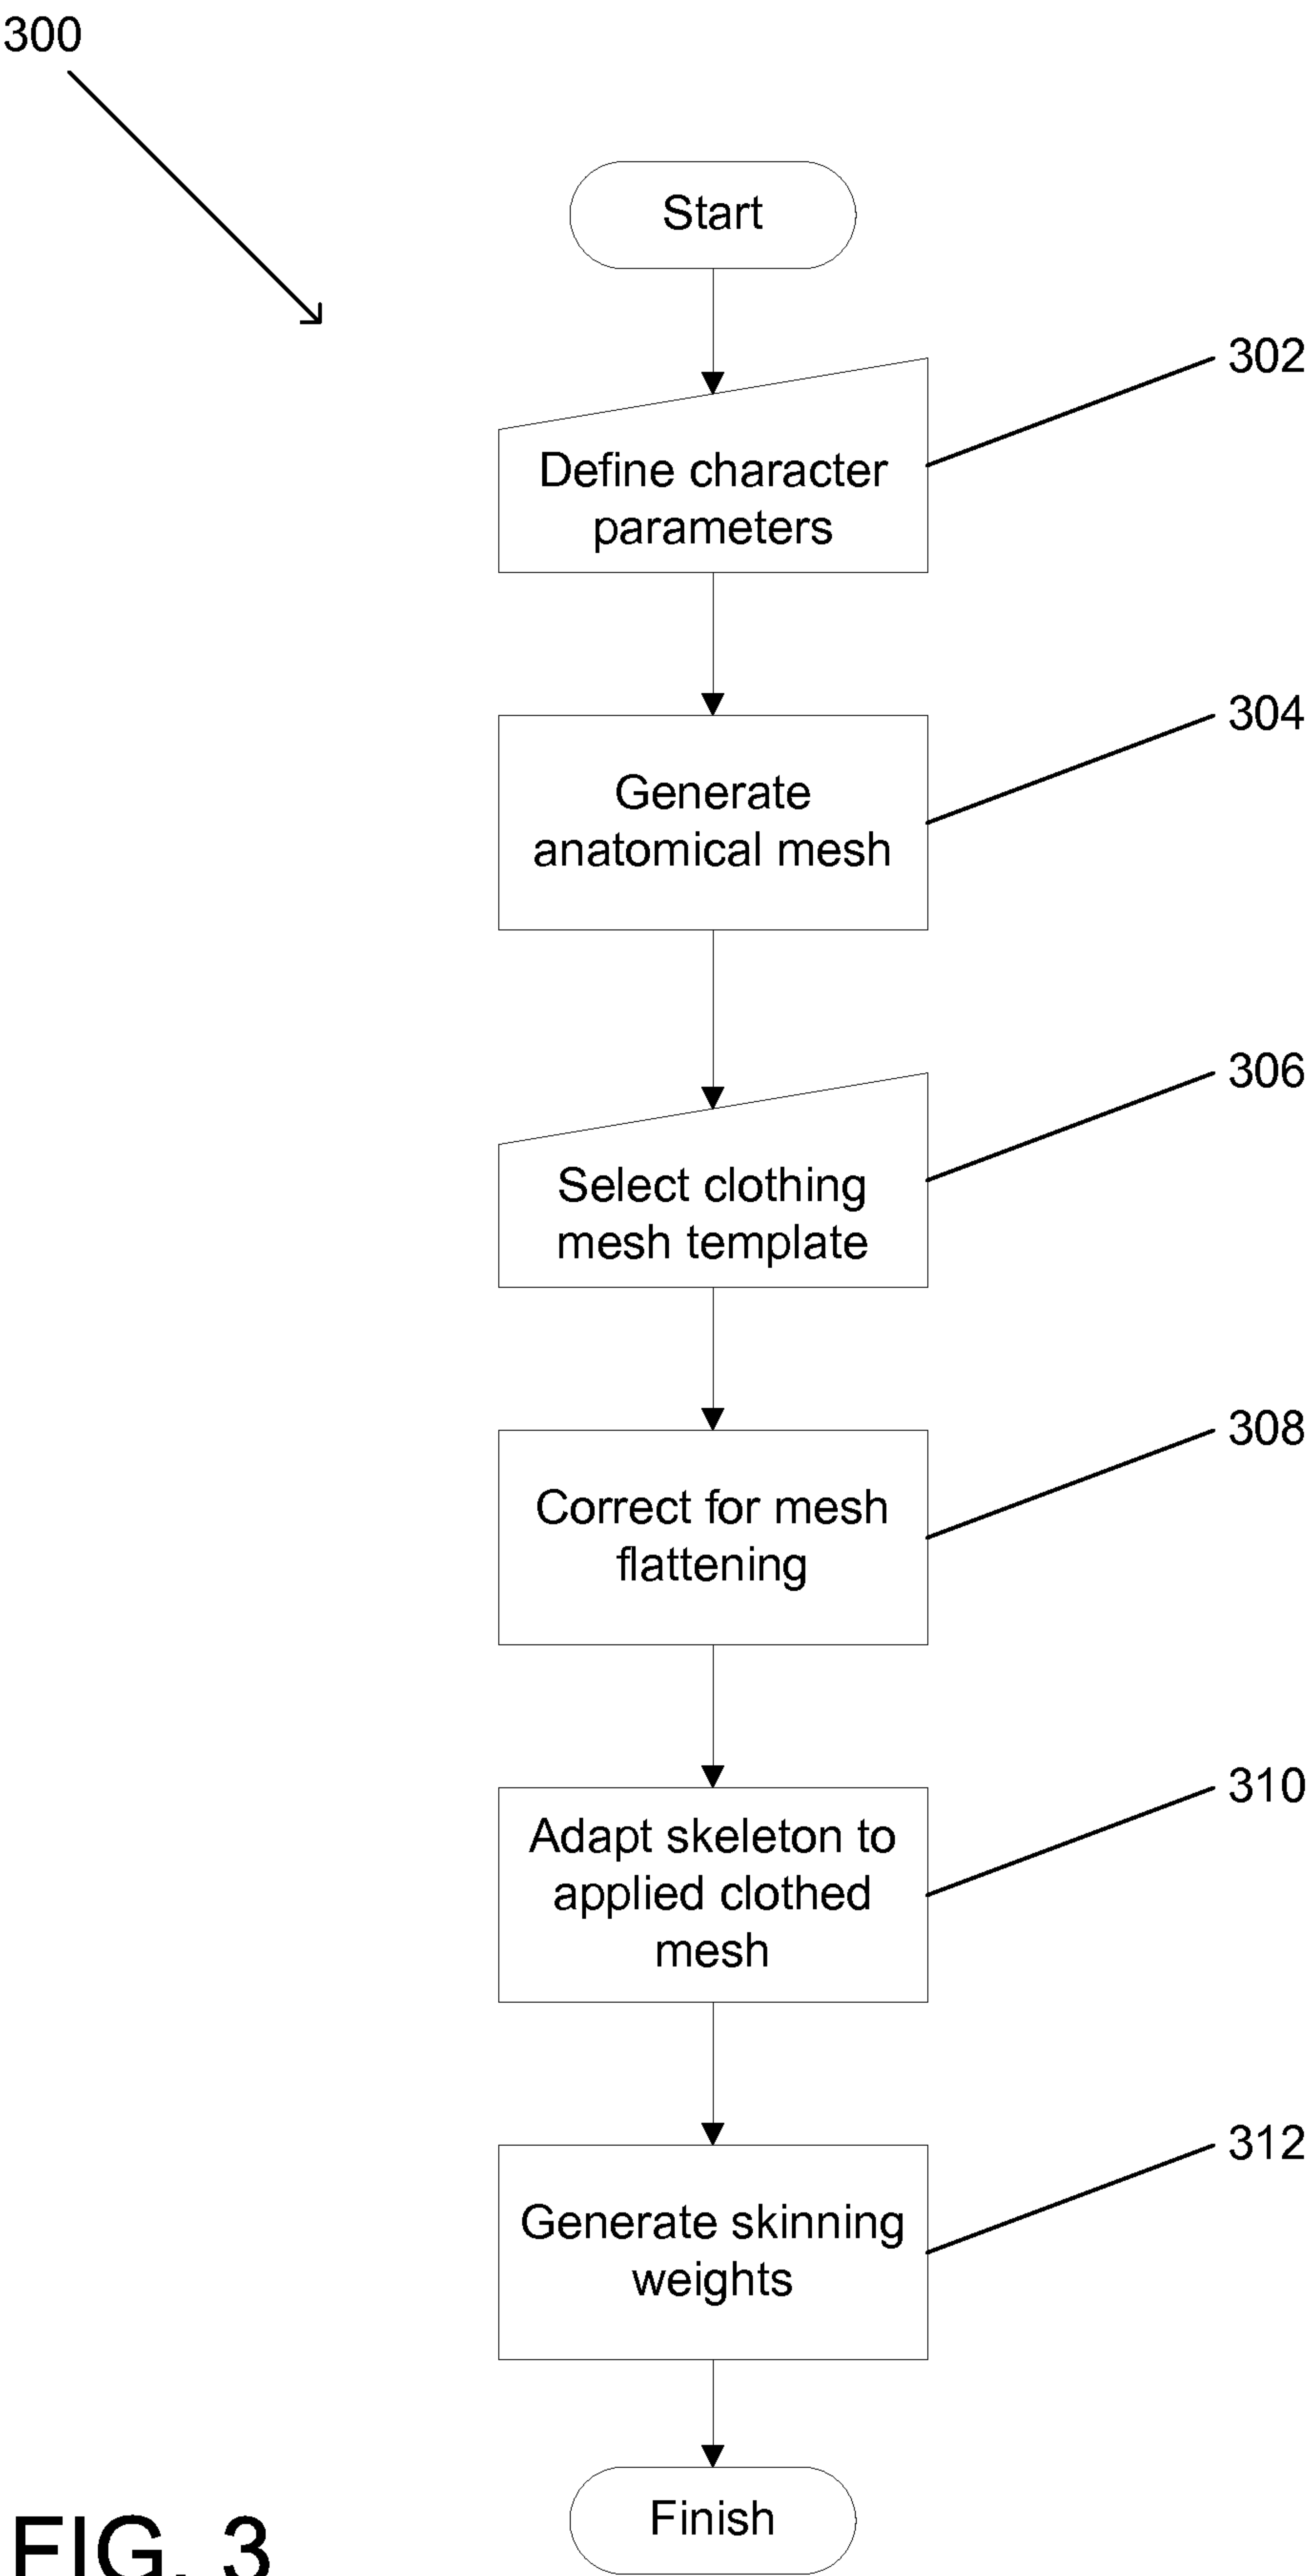 300
Start
302
Define character
parameters
304
Generate
anatomical mesh
306
Select clothing
mesh template
308
Correct for mesh
flattening
310
Adapt skeleton to
applied clothed
mesh
312
Generate skinning
weights
Finish
FIG. 3